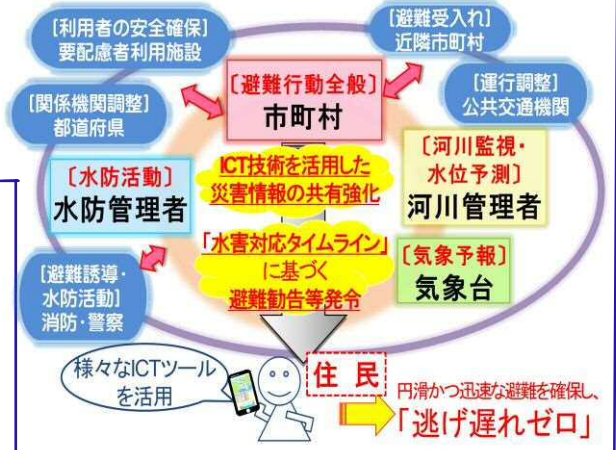 [利用者の安全確保]
要配慮者利用施設
[避難受入れ]
近隣市町村
[関係機関調整]
都道府県
[避難行動全般]
市町村
[運行調整]
公共交通機関
[水防活動]
水防管理者
ICT技術を活用した
災害情報の共有強化
[河川監視・
水位予測]
河川管理者
「水害対応タイムライン」
に基づく
避難勧告等発令
[気象予報]
気象台
[避難誘導・
水防活動]
消防・警察
様々なICTツール
を活用
住民
円滑かつ迅速な避難を確保し、
「逃げ遅れゼロ」